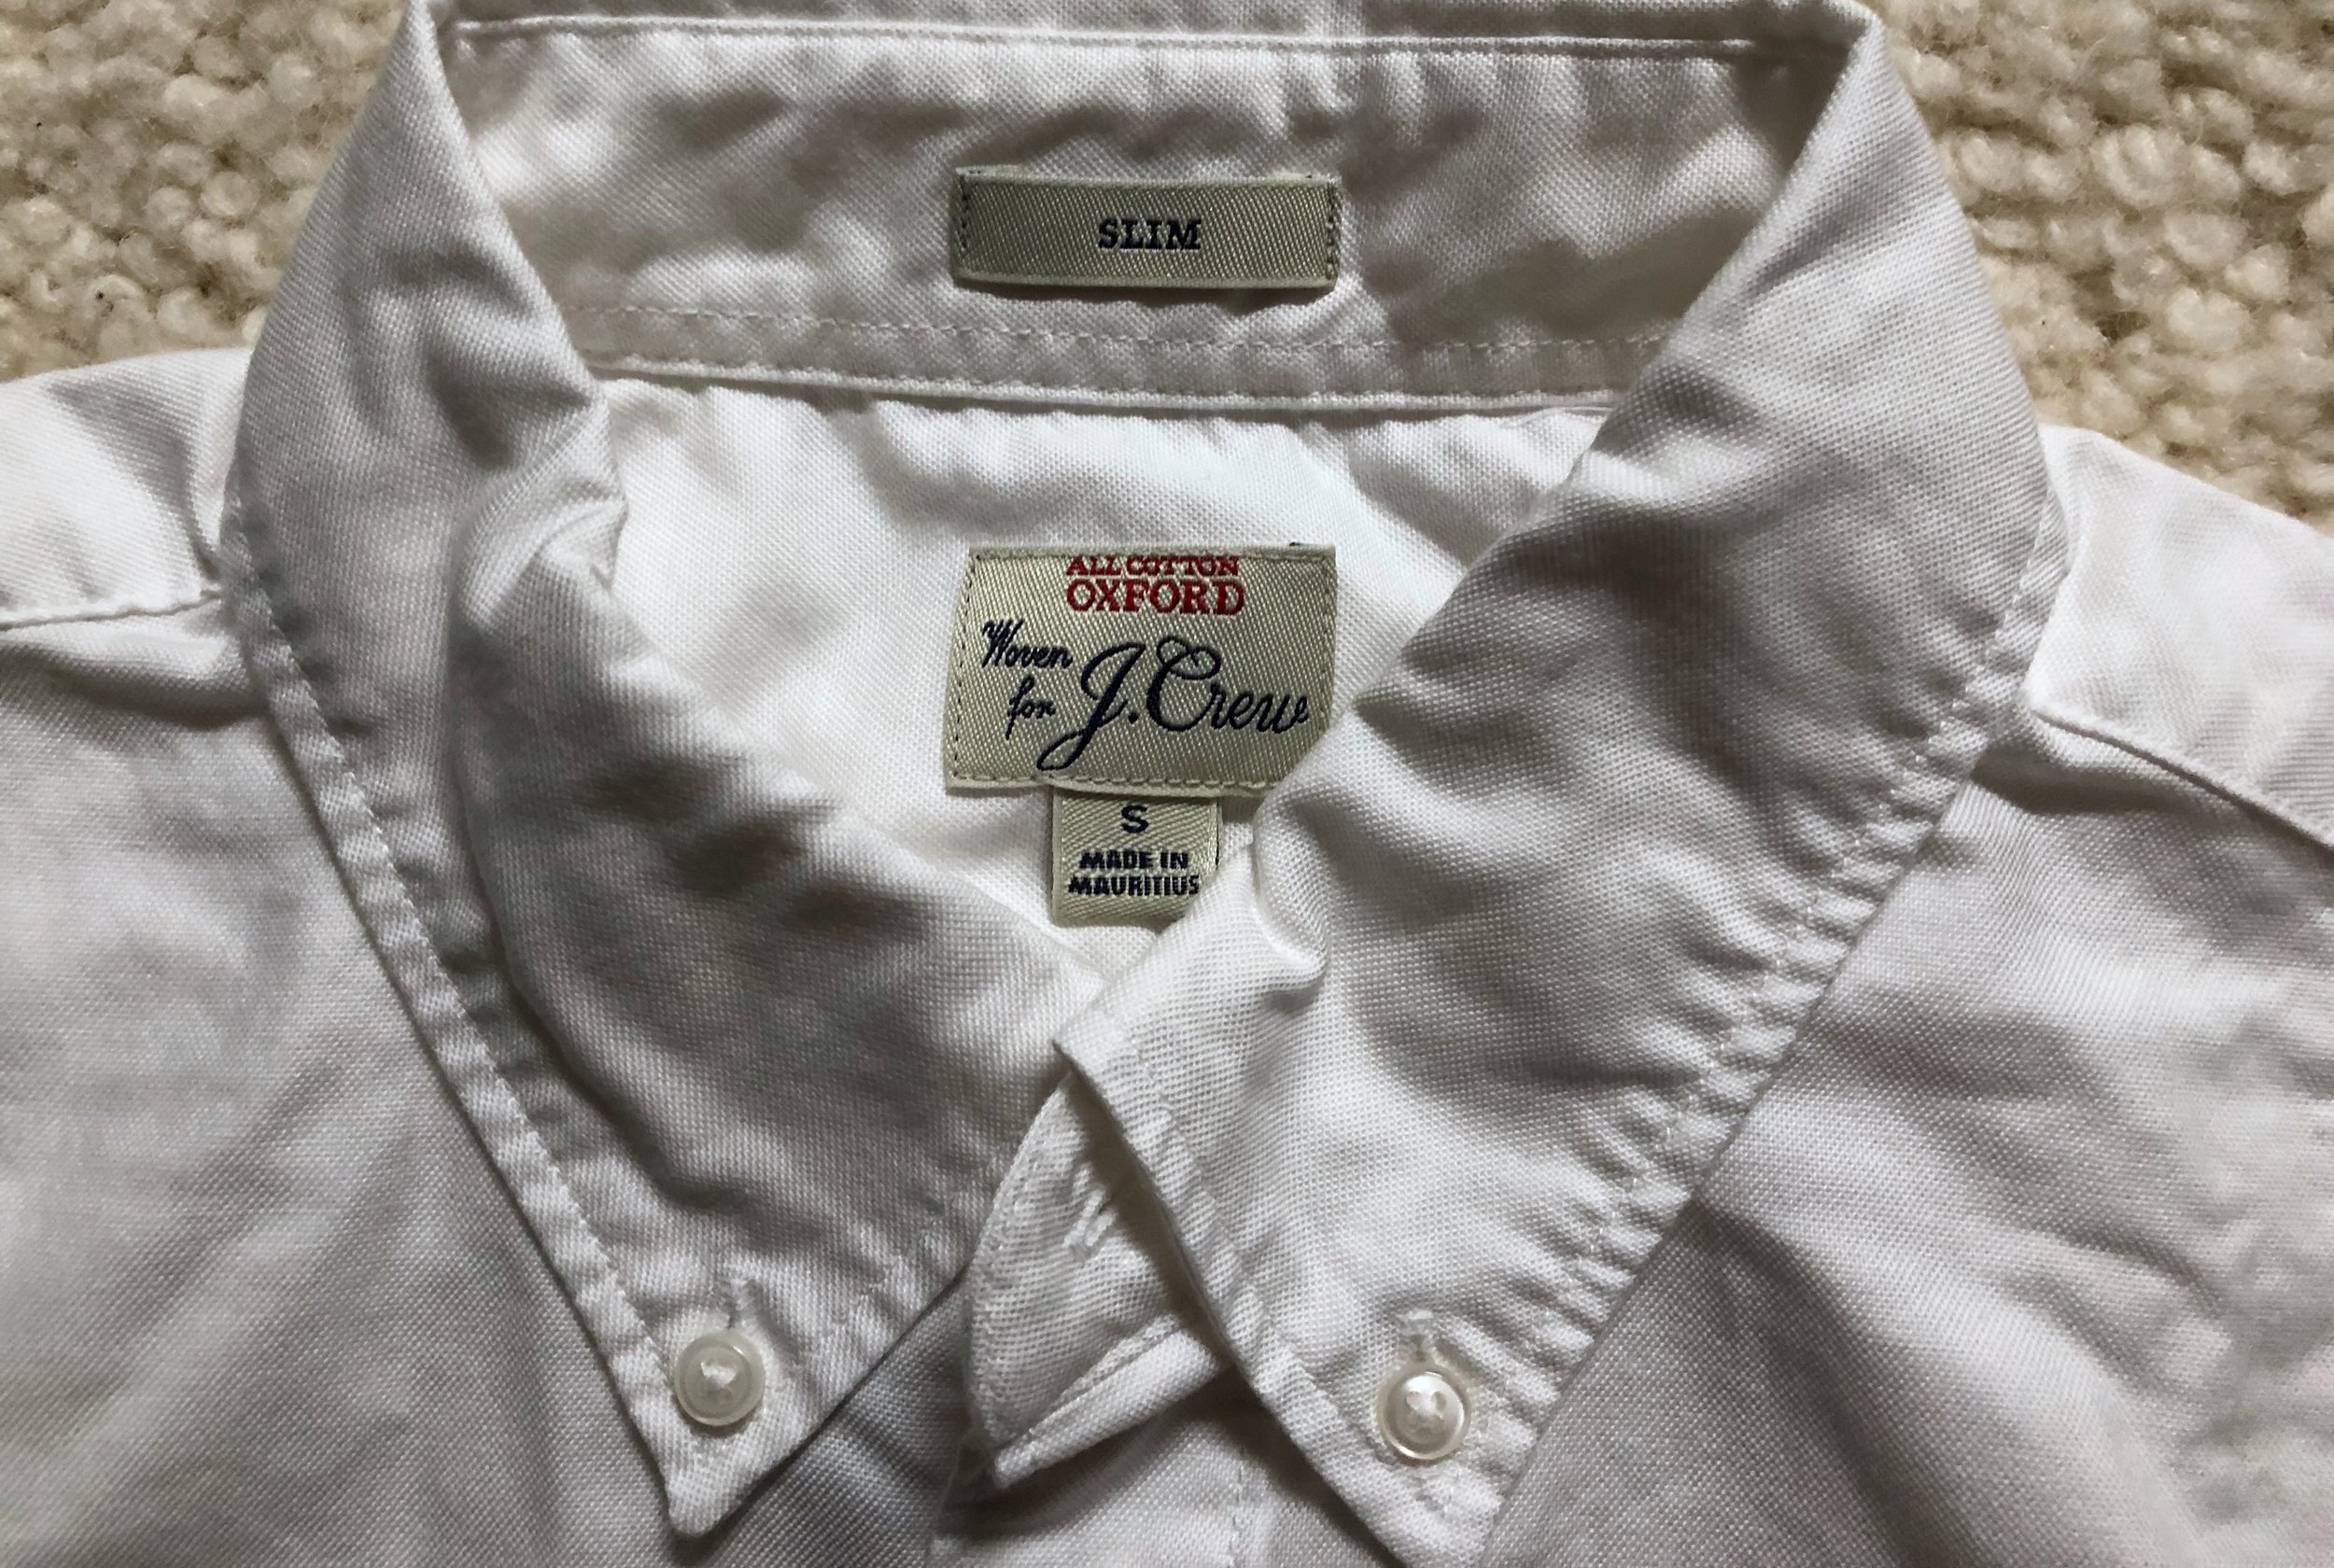 SLIM
ALL COTTON
OXFORD
Woven
for J.Crew
S
MADE IN
MAURITIUS